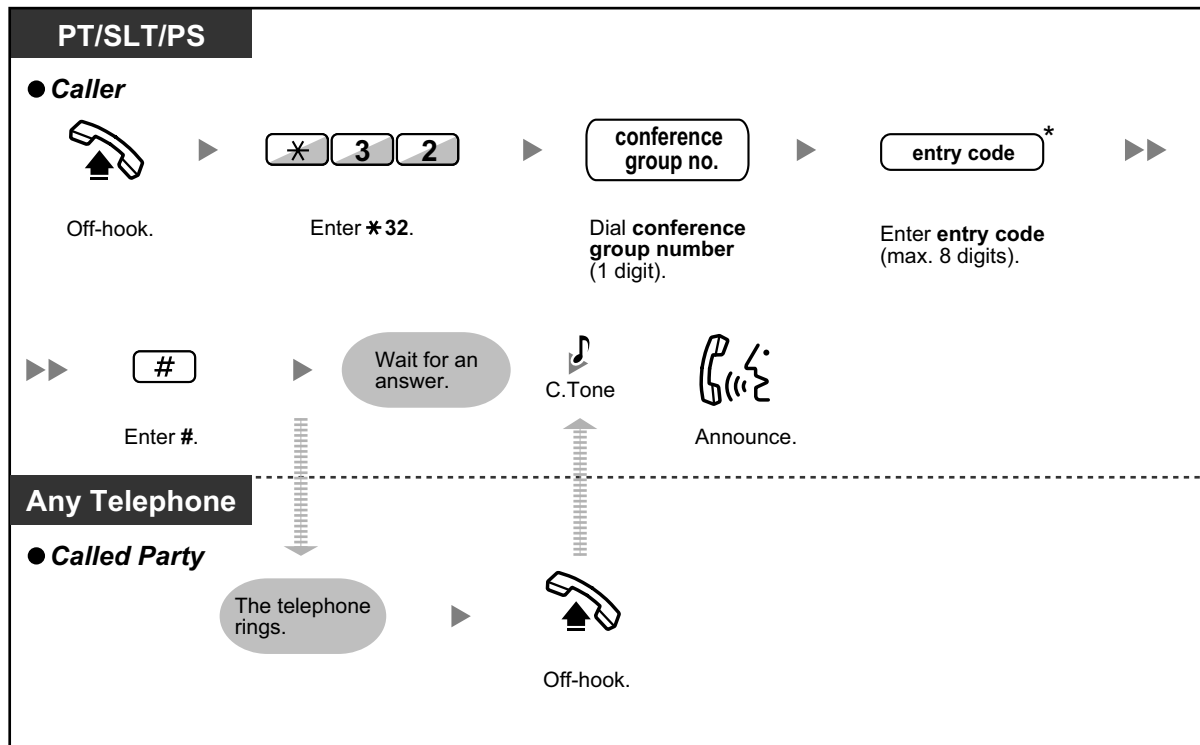 PT/SLT/PS
● Caller
* 3 2
conference
group no.
entry code*
Off-hook.
Enter *32.
Dial conference
group number
(1 digit).
Enter entry code
(max. 8 digits).
#
Wait for an
answer.
C.Tone
Enter #.
Announce.
Any Telephone
● Called Party
The telephone
rings.
Off-hook.